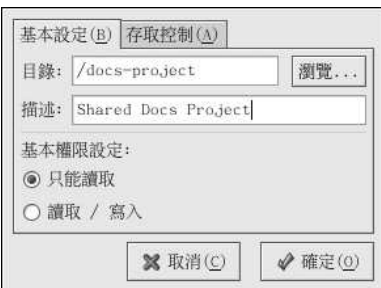 基本設定(B) 存取控制(A)
目錄: /docs-project 瀏覽...
描述: Shared Docs Project
基本權限設定:
只能讀取
讀取 / 寫入
取消(C) 確定(O)